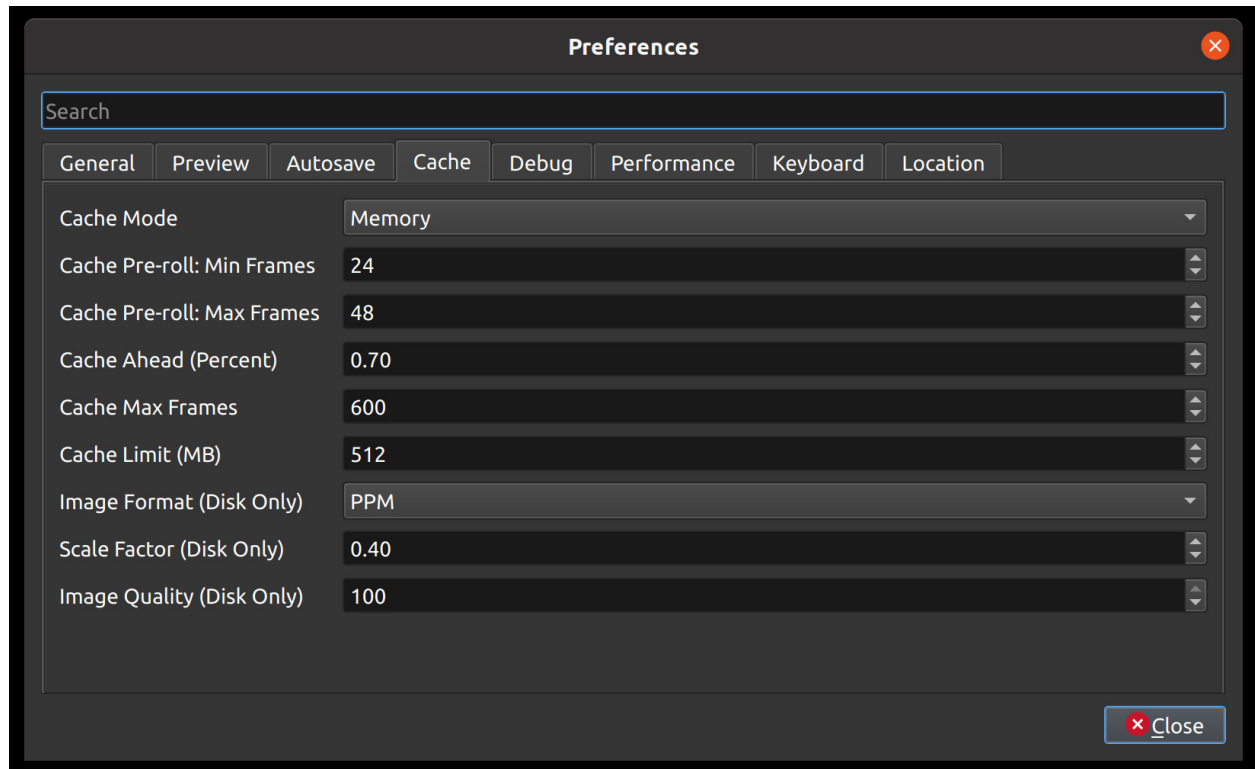 Preferences
Search
General Preview Autosave Cache Debug Performance Keyboard Location
Cache Mode Memory
Cache Pre-roll: Min Frames 24
Cache Pre-roll: Max Frames 48
Cache Ahead (Percent) 0.70
Cache Max Frames 600
Cache Limit (MB) 512
Image Format (Disk Only) PPM
Scale Factor (Disk Only) 0.40
Image Quality (Disk Only) 100
Close